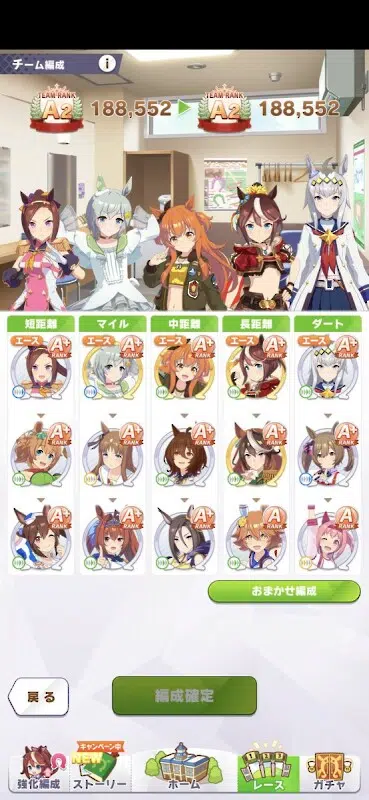 チーム編成 i
TEAM RANK TEAM RANK
A2 188,552 A2 188,552
短距離 マイル 中距離 長距離 ダート
エース エース エース エース エース
A+ A+ A+ A+ A+
RANK RANK RANK RANK RANK
A+ A+ A+ A+ A+
RANK RANK RANK RANK RANK
A+ A+ A+ A+ A+
RANK RANK RANK RANK RANK
おまかせ編成
戻る 編成確定
キャンペーン中
NEW
強化編成 ストーリー ホーム レース ガチャ